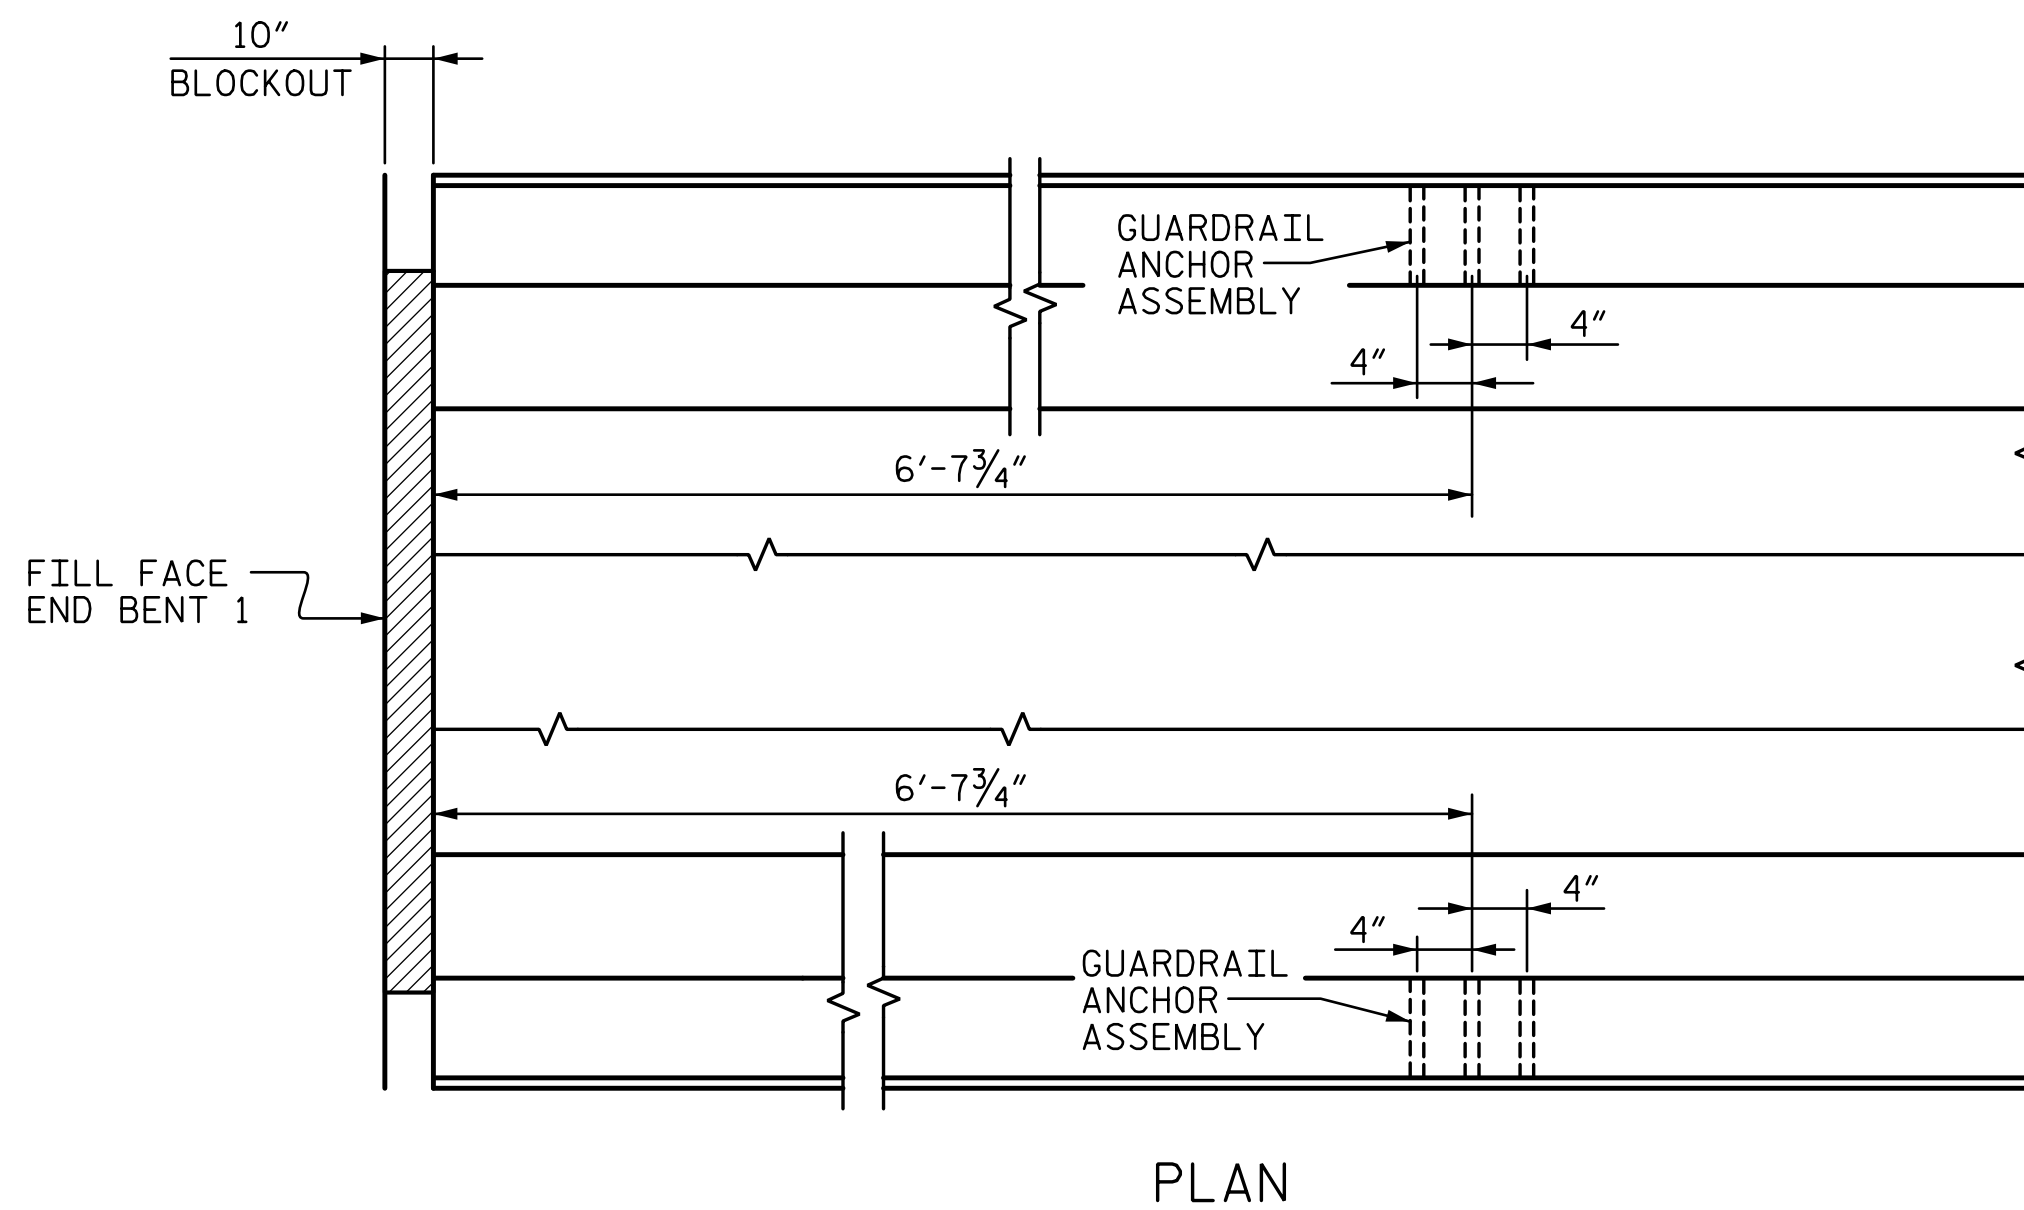 10″
BLOCKOUT
GUARDRAIL
ANCHOR
ASSEMBLY
4″
4″
6′-7¾″
FILL FACE
END BENT 1
6′-7¾″
4″
4″
GUARDRAIL
ANCHOR
ASSEMBLY
PLAN